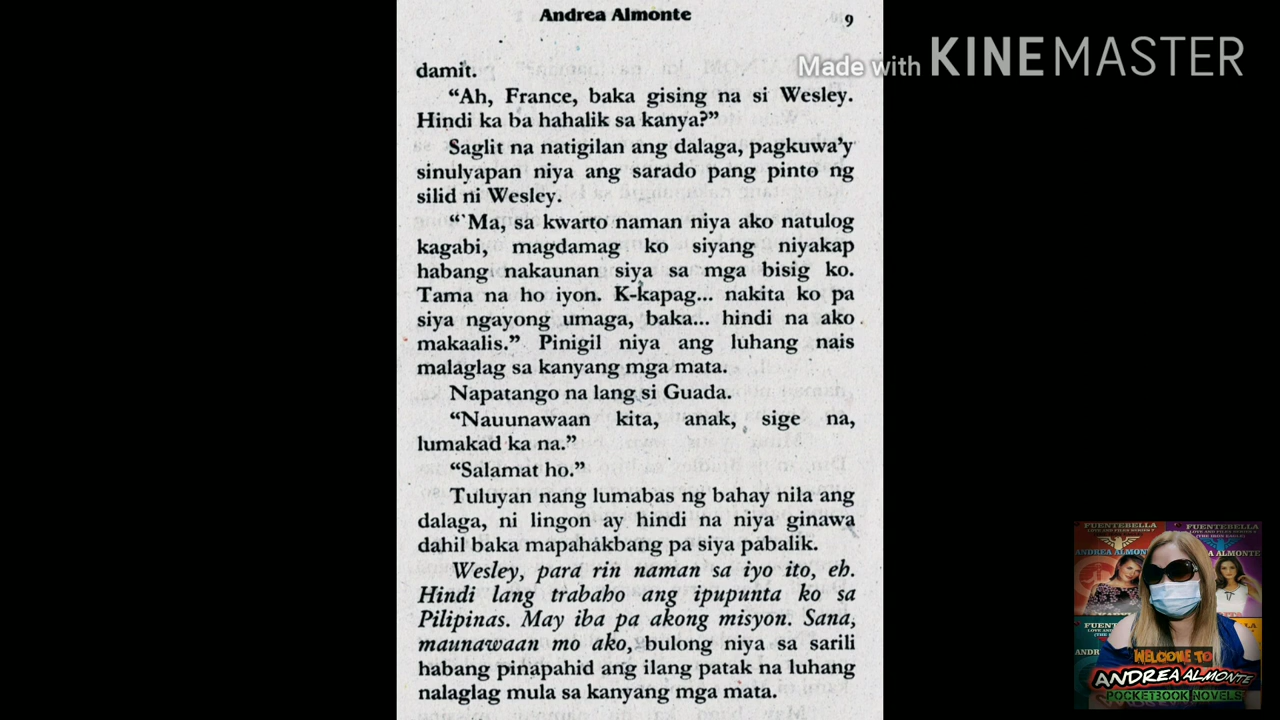 Andrea Almonte
9
Made with KINEMASTER
damit.
“Ah, France, baka gising na si Wesley.
Hindi ka ba hahalik sa kanya?”
Saglit na natigilan ang dalaga, pagkuwa’y
sinulyapan niya ang sarado pang pinto ng
silid ni Wesley.
“`Ma, sa kwarto naman niya ako natulog
kagabi, magdamag ko siyang niyakap
habang nakaunan siya sa mga bisig ko.
Tama na ho iyon. K-kapag... nakita ko pa
siya ngayong umaga, baka... hindi na ako
makaalis.” Pinigil niya ang luhang nais
malaglag sa kanyang mga mata.
Napatango na lang si Guada.
“Nauunawaan kita, anak, sige na,
lumakad ka na.”
“Salamat ho.”
Tuluyan nang lumabas ng bahay nila ang
dalaga, ni lingon ay hindi na niya ginawa
dahil baka mapahakbang pa siya pabalik.
Wesley, para rin naman sa iyo ito, eh.
Hindi lang trabaho ang ipupunta ko sa
Pilipinas. May iba pa akong misyon. Sana,
maunawaan mo ako, bulong niya sa sarili
habang pinapahid ang ilang patak na luhang
nalaglag mula sa kanyang mga mata.
FUENTEBELLA
FUENTEBELLA
ANDREA ALMONTE
WELCOME TO
ANDREA ALMONTE
POCKETBOOK NOVELS